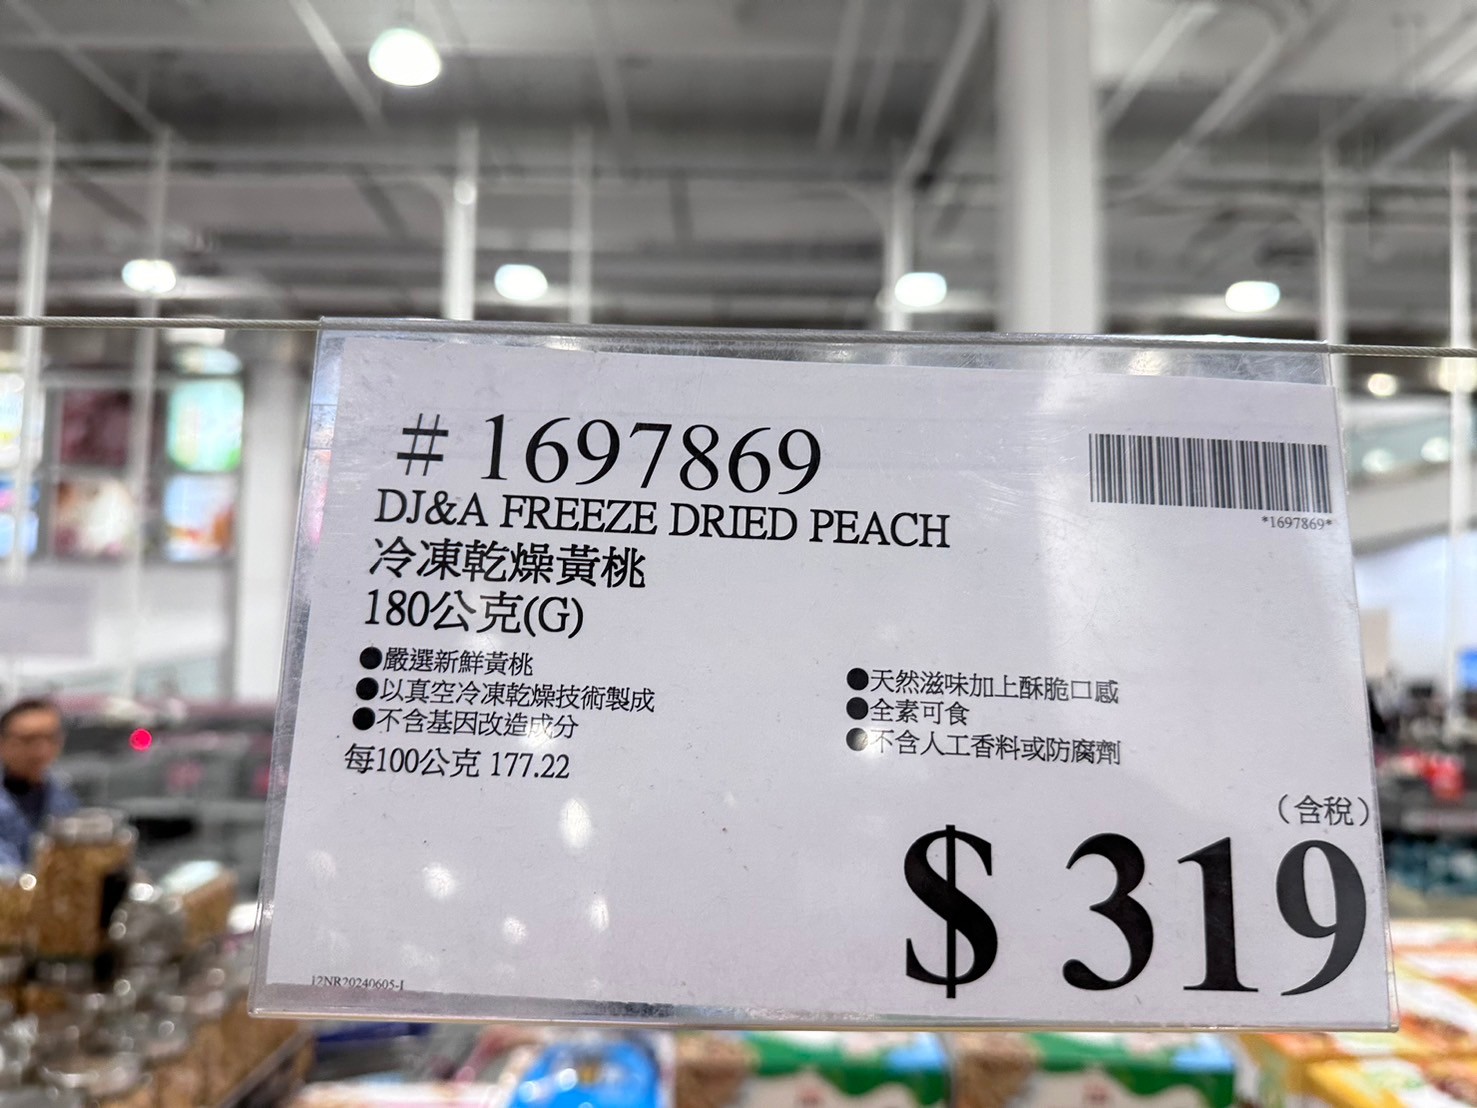 # 1697869
*1697869*
DJ&A FREEZE DRIED PEACH
冷凍乾燥黃桃
180公克(G)
●嚴選新鮮黃桃
●以真空冷凍乾燥技術製成
●不含基因改造成分
●天然滋味加上酥脆口感
●全素可食
●不含人工香料或防腐劑
每100公克 177.22
（含稅）
$ 319
12NR20240605-1